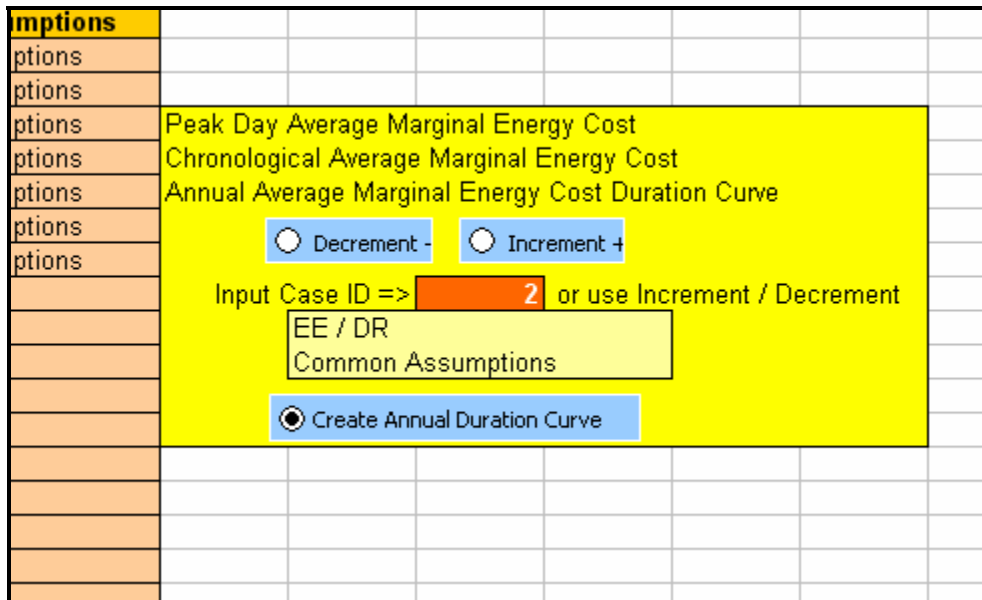 umptions
ptions
ptions
ptions
ptions
ptions
ptions
ptions
Peak Day Average Marginal Energy Cost
Chronological Average Marginal Energy Cost
Annual Average Marginal Energy Cost Duration Curve
Decrement - Increment +
Input Case ID => 2 or use Increment / Decrement
EE / DR
Common Assumptions
Create Annual Duration Curve